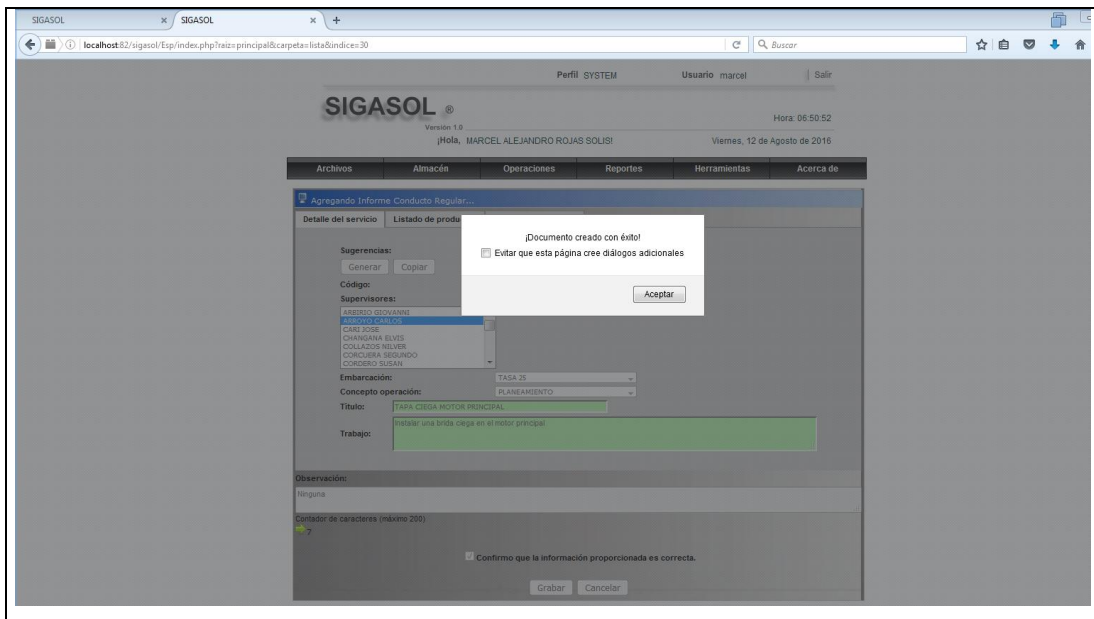 SIGASOL
SIGASOL
localhost:82/sigasol/Esp/index.php?raiz=principal&carpeta=lista&indice=30
Buscar
Perfil SYSTEM Usuario marcel | Salir
SIGASOL ®
Versión 1.0
Hora: 06:50:52
¡Hola, MARCEL ALEJANDRO ROJAS SOLIS! Viernes, 12 de Agosto de 2016
Archivos Almacén Operaciones Reportes Herramientas Acerca de
Agregando Informe Conducto Regular...
Detalle del servicio Listado de produ
¡Documento creado con éxito!
Evitar que esta página cree diálogos adicionales
Aceptar
Sugerencias:
Generar Copiar
Código:
Supervisores:
ARBIRIO GIOVANNI
ARROYO CARLOS
CARI JOSE
CHANGANA ELVIS
COLLAZOS NILVER
CORCUERA SEGUNDO
CORDERO SUSAN
Embarcación: TASA 25
Concepto operación: PLANEAMIENTO
Título: TAPA CIEGA MOTOR PRINCIPAL
Trabajo: Instalar una brida ciega en el motor principal
Observación:
Ninguna
Contador de caracteres (máximo 200)
7
Confirmo que la información proporcionada es correcta.
Grabar Cancelar